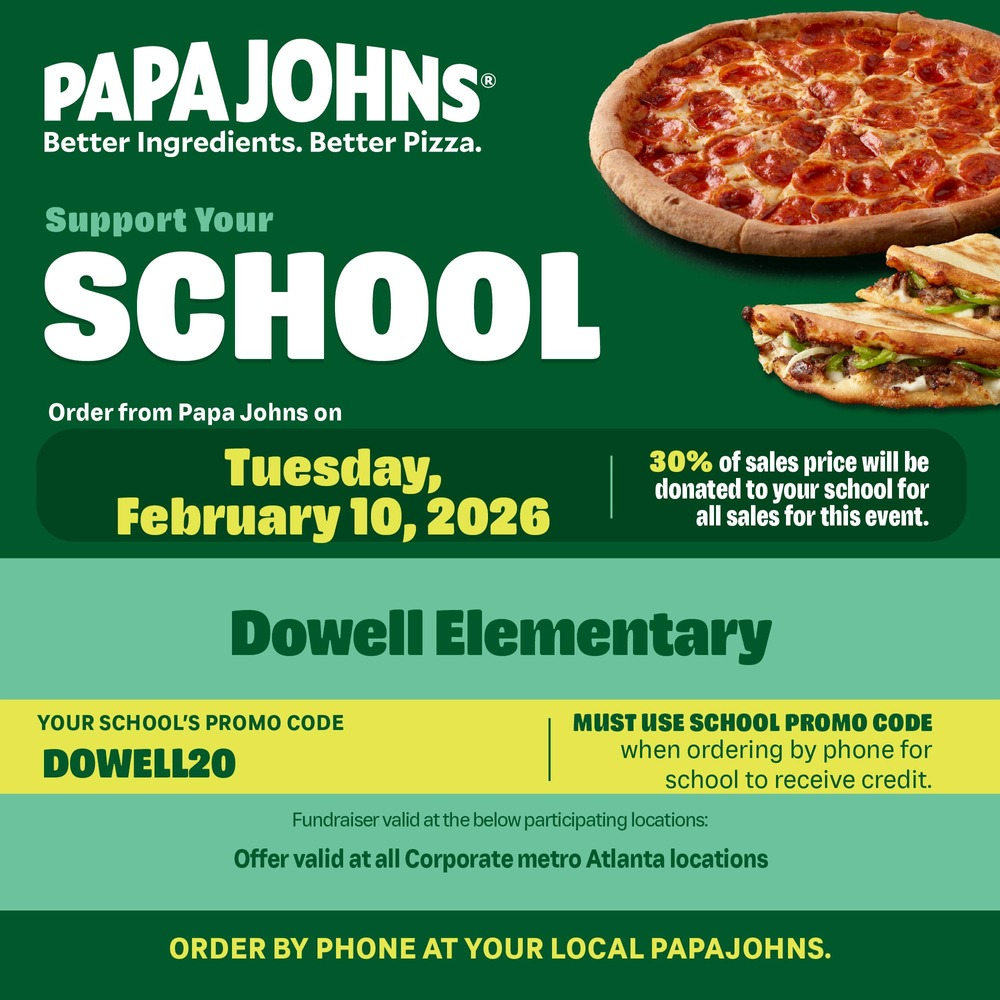 PAPA JOHNS®
Better Ingredients. Better Pizza.
Support Your
SCHOOL
Order from Papa Johns on
Tuesday,
February 10, 2026
30% of sales price will be
donated to your school for
all sales for this event.
Dowell Elementary
YOUR SCHOOL'S PROMO CODE
DOWELL20
MUST USE SCHOOL PROMO CODE
when ordering by phone for
school to receive credit.
Fundraiser valid at the below participating locations:
Offer valid at all Corporate metro Atlanta locations
ORDER BY PHONE AT YOUR LOCAL PAPAJOHNS.